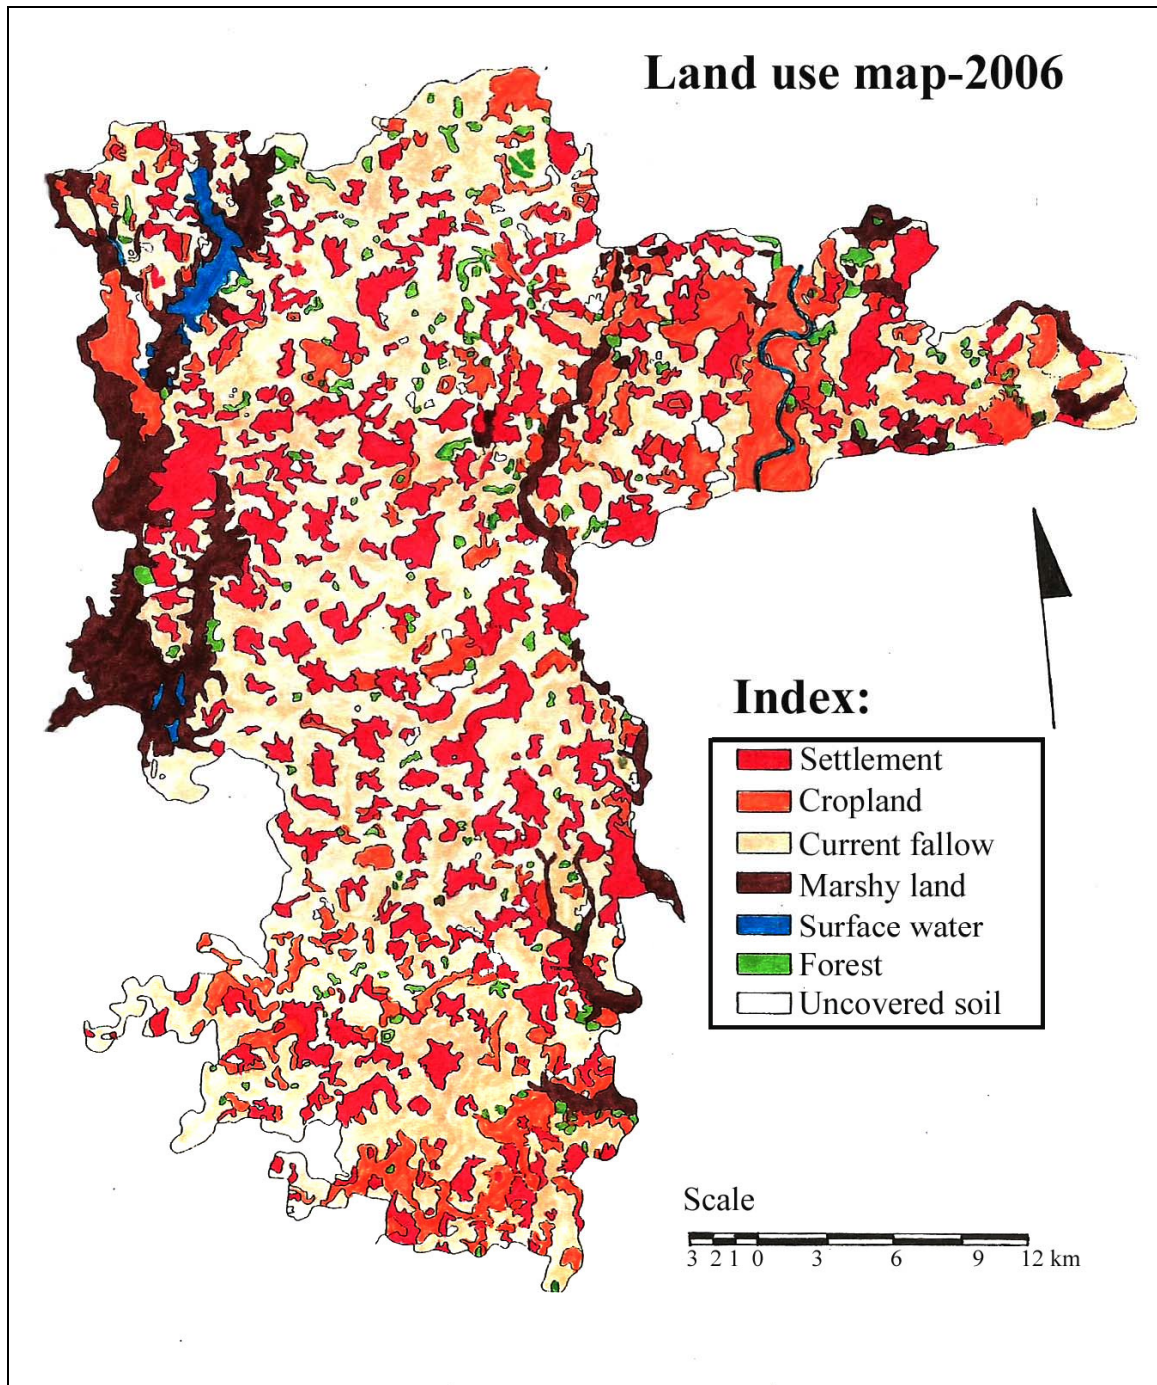 Land use map-2006
Index:
Settlement
Cropland
Current fallow
Marshy land
Surface water
Forest
Uncovered soil
Scale
3 2 1 0 3 6 9 12 km